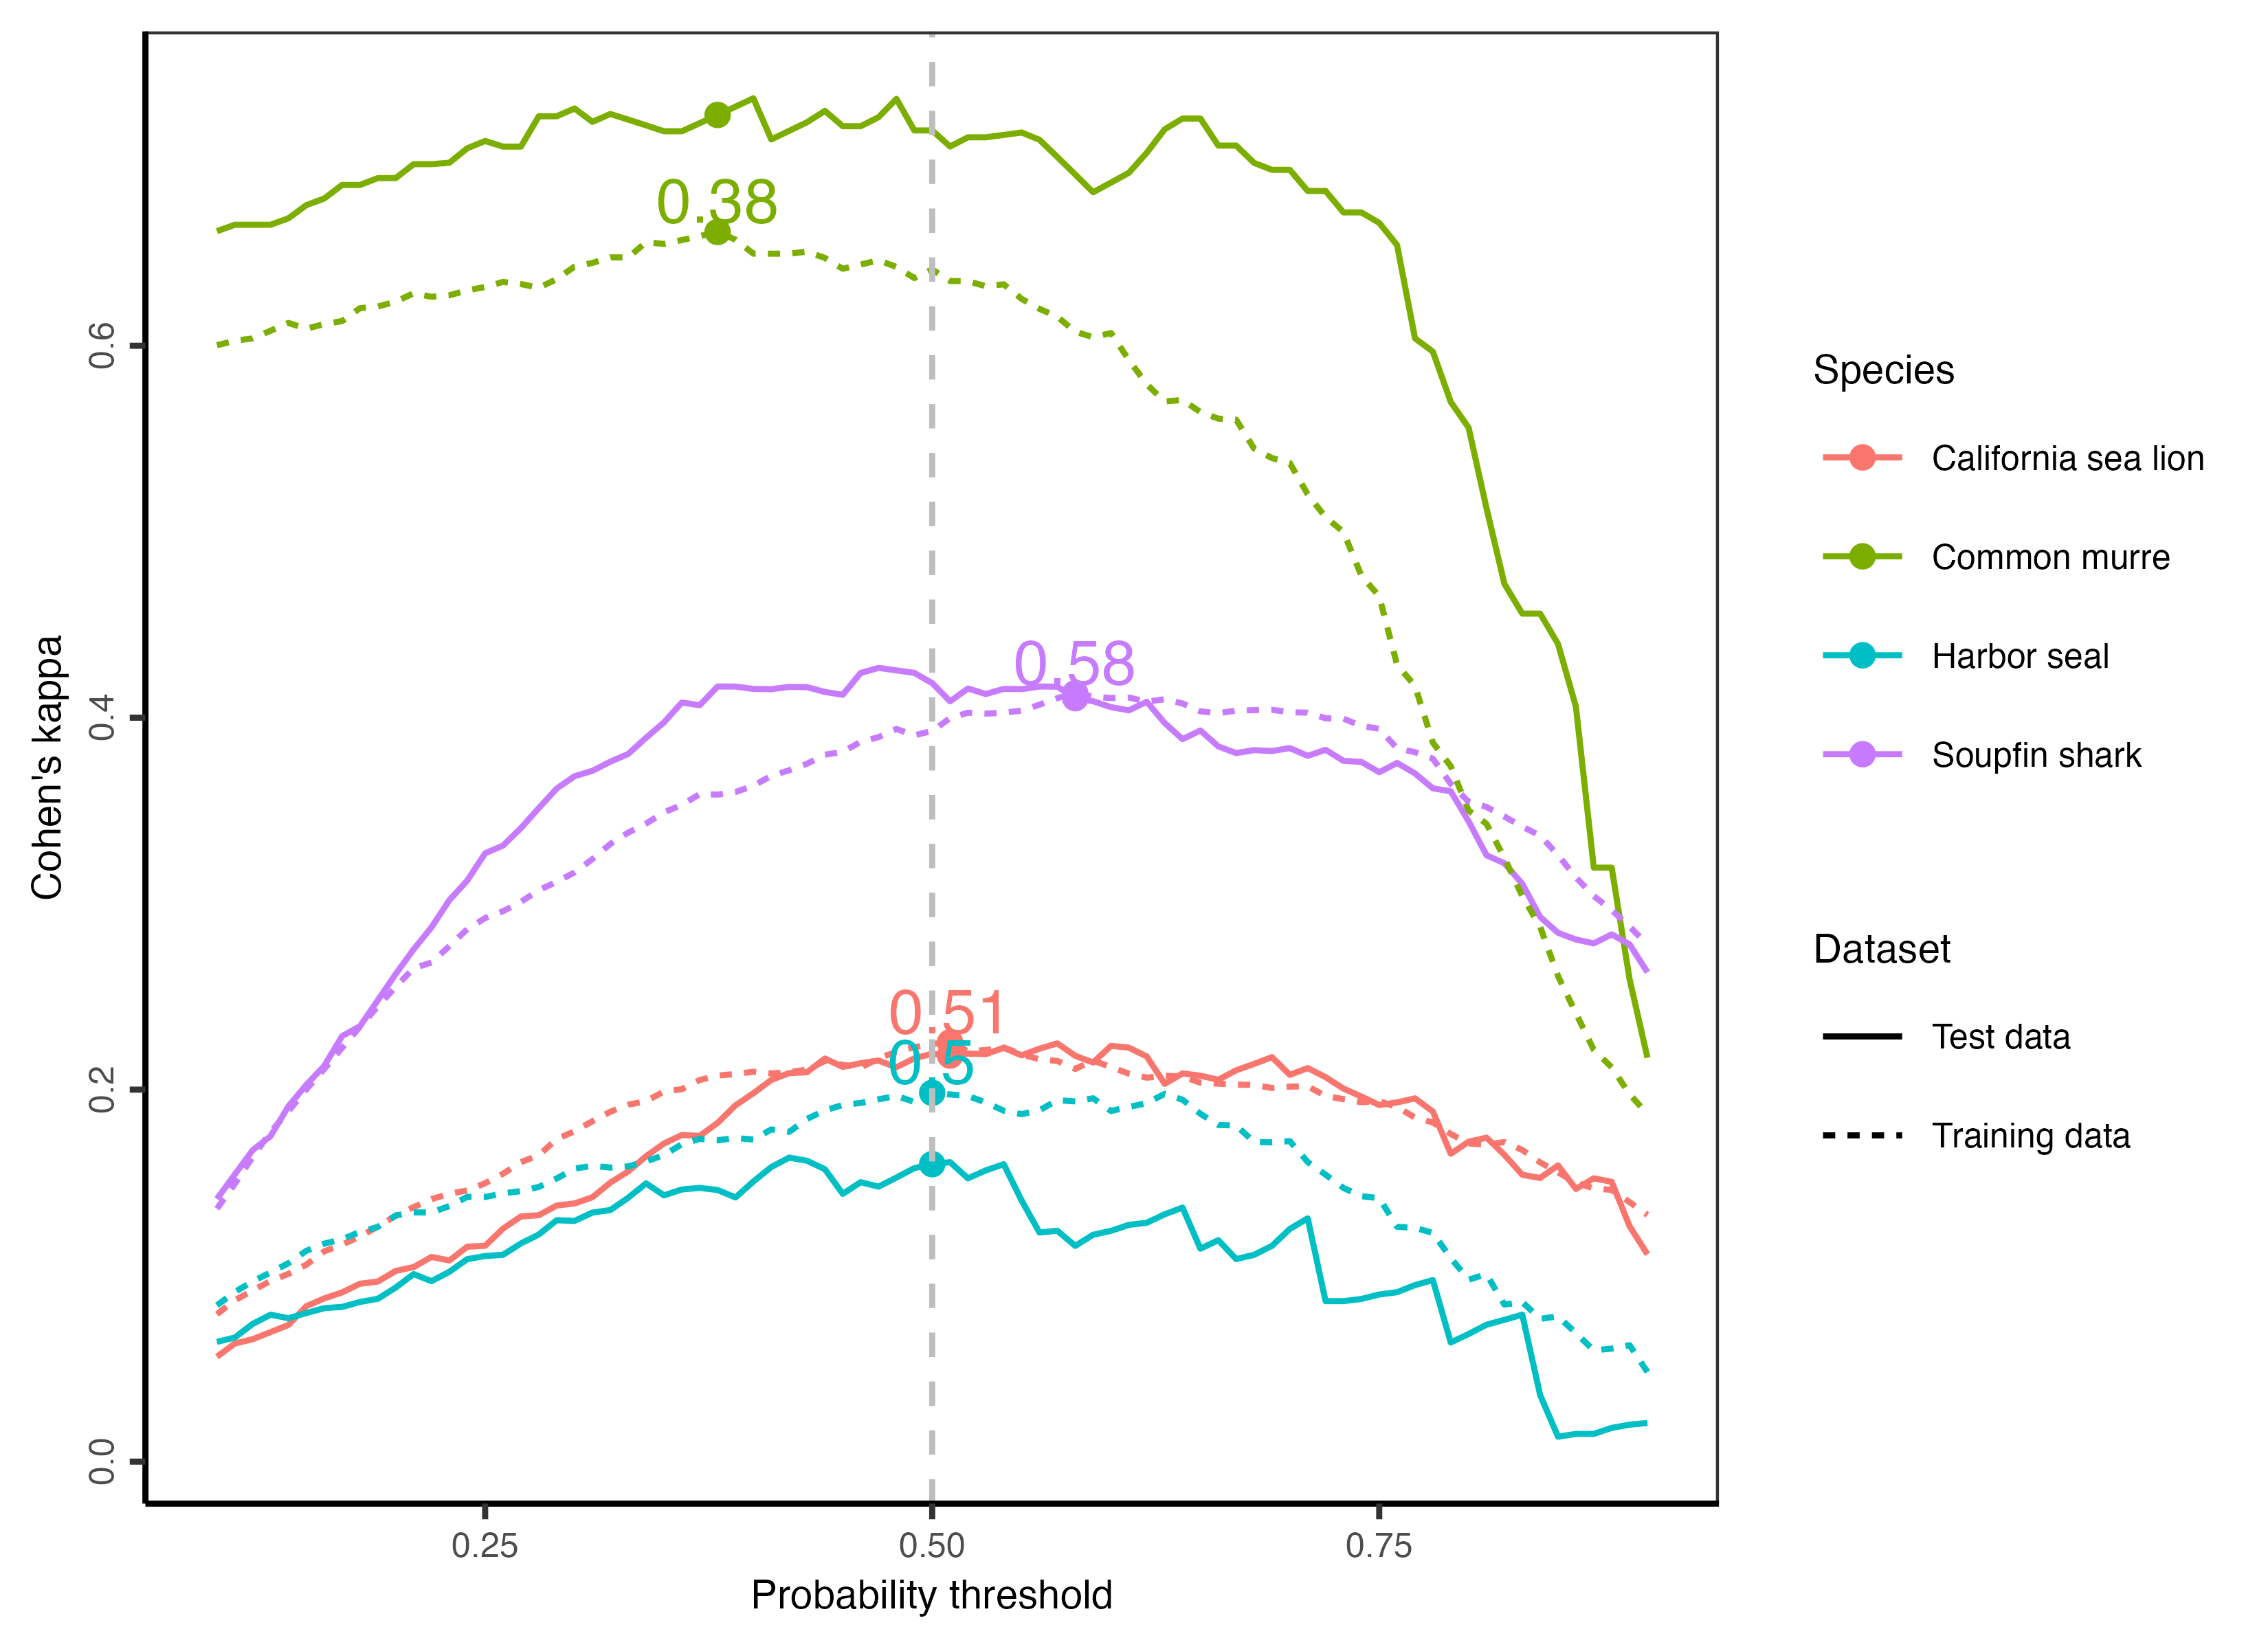 0.38
0.58
0.51
0.5
0.6
0.4
0.2
0.0
Cohen's kappa
0.25
0.50
0.75
Probability threshold
Species
California sea lion
Common murre
Harbor seal
Soupfin shark
Dataset
Test data
Training data